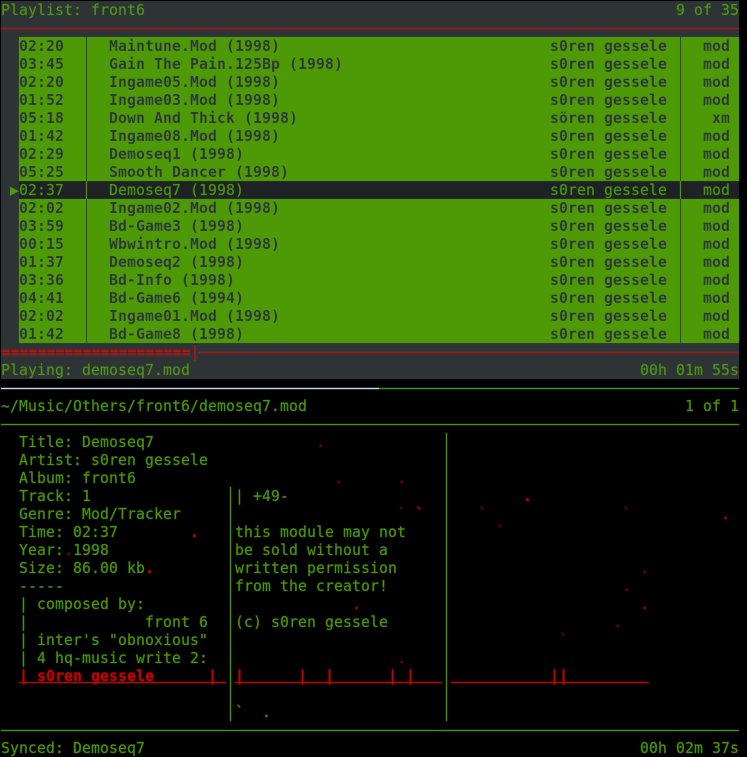 Playlist: front6 9 of 35
02:20 Maintune.Mod (1998) s0ren gessele mod
03:45 Gain The Pain.125Bp (1998) s0ren gessele mod
02:20 Ingame05.Mod (1998) s0ren gessele mod
01:52 Ingame03.Mod (1998) s0ren gessele mod
05:18 Down And Thick (1998) sören gessele xm
01:42 Ingame08.Mod (1998) s0ren gessele mod
02:29 Demoseq1 (1998) s0ren gessele mod
05:25 Smooth Dancer (1998) s0ren gessele mod
▶02:37 Demoseq7 (1998) s0ren gessele mod
02:02 Ingame02.Mod (1998) s0ren gessele mod
03:59 Bd-Game3 (1998) s0ren gessele mod
00:15 Wbwintro.Mod (1998) s0ren gessele mod
01:37 Demoseq2 (1998) s0ren gessele mod
03:36 Bd-Info (1998) s0ren gessele mod
04:41 Bd-Game6 (1994) s0ren gessele mod
02:02 Ingame01.Mod (1998) s0ren gessele mod
01:42 Bd-Game8 (1998) s0ren gessele mod
Playing: demoseq7.mod 00h 01m 55s
~/Music/Others/front6/demoseq7.mod 1 of 1
Title: Demoseq7
Artist: s0ren gessele
Album: front6
Track: 1
Genre: Mod/Tracker
Time: 02:37
Year: 1998
Size: 86.00 kb
-----
| composed by:
| front 6
| inter's "obnoxious"
| 4 hq-music write 2:
| s0ren gessele |
| +49-
this module may not
be sold without a
written permission
from the creator!
(c) s0ren gessele
Synced: Demoseq7 00h 02m 37s